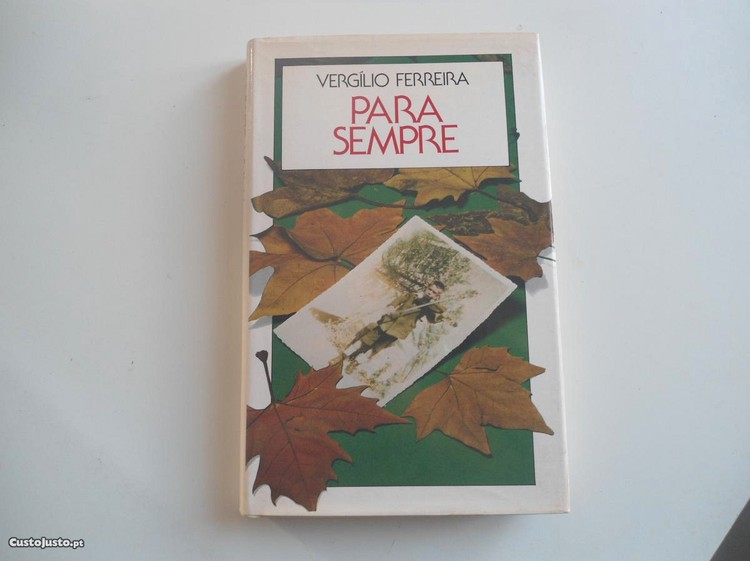 VERGÍLIO FERREIRA
PARA
SEMPRE
CustoJusto.pt